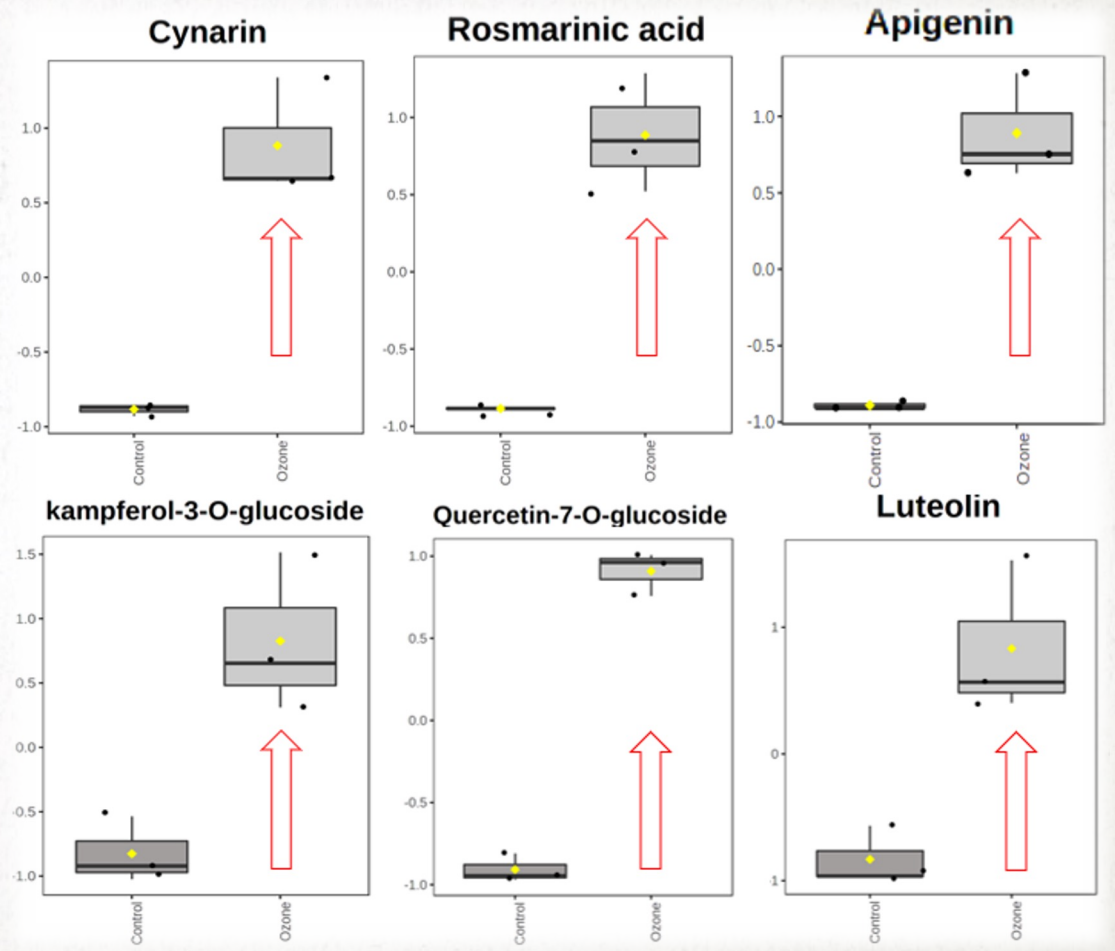 Cynarin
1.0
0.5
0.0
-0.5
-1.0
Control
Ozone
Rosmarinic acid
1.0
0.5
0.0
-0.5
-1.0
Control
Ozone
Apigenin
1.0
0.5
0.0
-0.5
-1.0
Control
Ozone
kampferol-3-O-glucoside
1.5
1.0
0.5
0.0
-0.5
-1.0
Control
Ozone
Quercetin-7-O-glucoside
1.0
0.5
0.0
-0.5
-1.0
Control
Ozone
Luteolin
1
0
-1
Control
Ozone